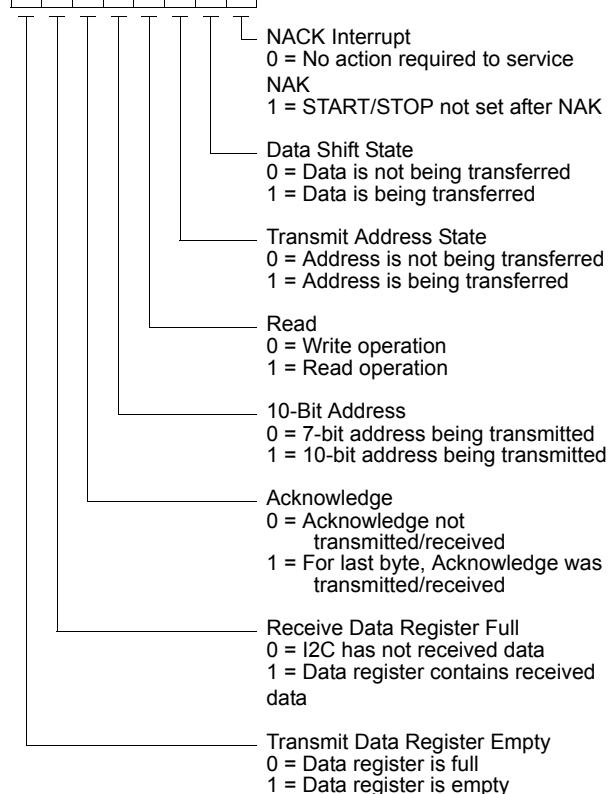 NACK Interrupt
0 = No action required to service
NAK
1 = START/STOP not set after NAK
Data Shift State
0 = Data is not being transferred
1 = Data is being transferred
Transmit Address State
0 = Address is not being transferred
1 = Address is being transferred
Read
0 = Write operation
1 = Read operation
10-Bit Address
0 = 7-bit address being transmitted
1 = 10-bit address being transmitted
Acknowledge
0 = Acknowledge not
transmitted/received
1 = For last byte, Acknowledge was
transmitted/received
Receive Data Register Full
0 = I2C has not received data
1 = Data register contains received
data
Transmit Data Register Empty
0 = Data register is full
1 = Data register is empty